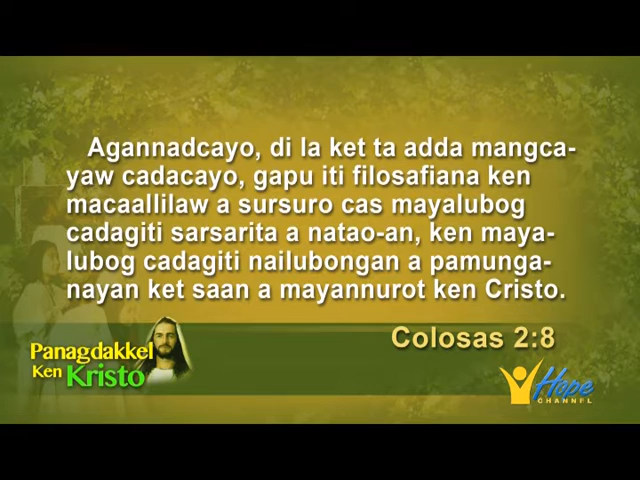 Agannadcayo, di la ket ta adda mangca-
yaw cadacayo, gapu iti filosafiana ken
macaallilaw a sursuro cas mayalubog
cadagiti sarsarita a natao-an, ken maya-
lubog cadagiti nailubongan a pamunga-
nayan ket saan a mayannurot ken Cristo.
Colosas 2:8
Panagdakkel
Ken Kristo
Hope
CHANNEL